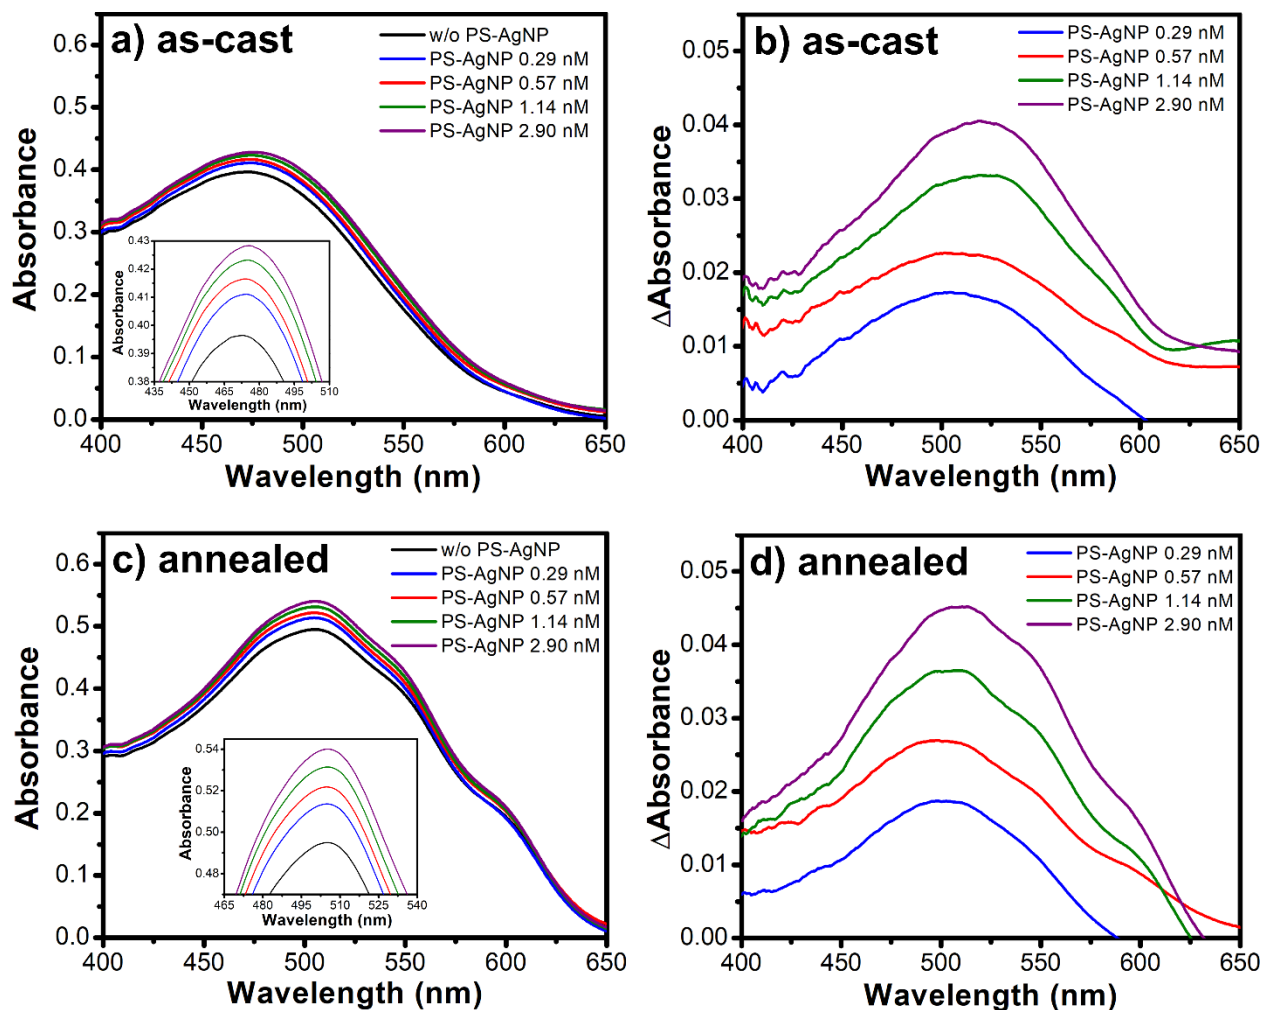 a) as-cast
w/o PS-AgNP
PS-AgNP 0.29 nM
PS-AgNP 0.57 nM
PS-AgNP 1.14 nM
PS-AgNP 2.90 nM
Absorbance
0.6
0.5
0.4
0.3
0.2
0.1
0.0
400 450 500 550 600 650
Wavelength (nm)
Absorbance
0.43
0.42
0.41
0.40
0.39
0.38
435 450 465 480 495 510
Wavelength (nm)
b) as-cast
PS-AgNP 0.29 nM
PS-AgNP 0.57 nM
PS-AgNP 1.14 nM
PS-AgNP 2.90 nM
ΔAbsorbance
0.05
0.04
0.03
0.02
0.01
0.00
400 450 500 550 600 650
Wavelength (nm)
c) annealed
w/o PS-AgNP
PS-AgNP 0.29 nM
PS-AgNP 0.57 nM
PS-AgNP 1.14 nM
PS-AgNP 2.90 nM
Absorbance
0.6
0.5
0.4
0.3
0.2
0.1
0.0
400 450 500 550 600 650
Wavelength (nm)
Absorbance
0.54
0.52
0.50
0.48
465 480 495 510 525 540
Wavelength (nm)
d) annealed
PS-AgNP 0.29 nM
PS-AgNP 0.57 nM
PS-AgNP 1.14 nM
PS-AgNP 2.90 nM
ΔAbsorbance
0.05
0.04
0.03
0.02
0.01
0.00
400 450 500 550 600 650
Wavelength (nm)